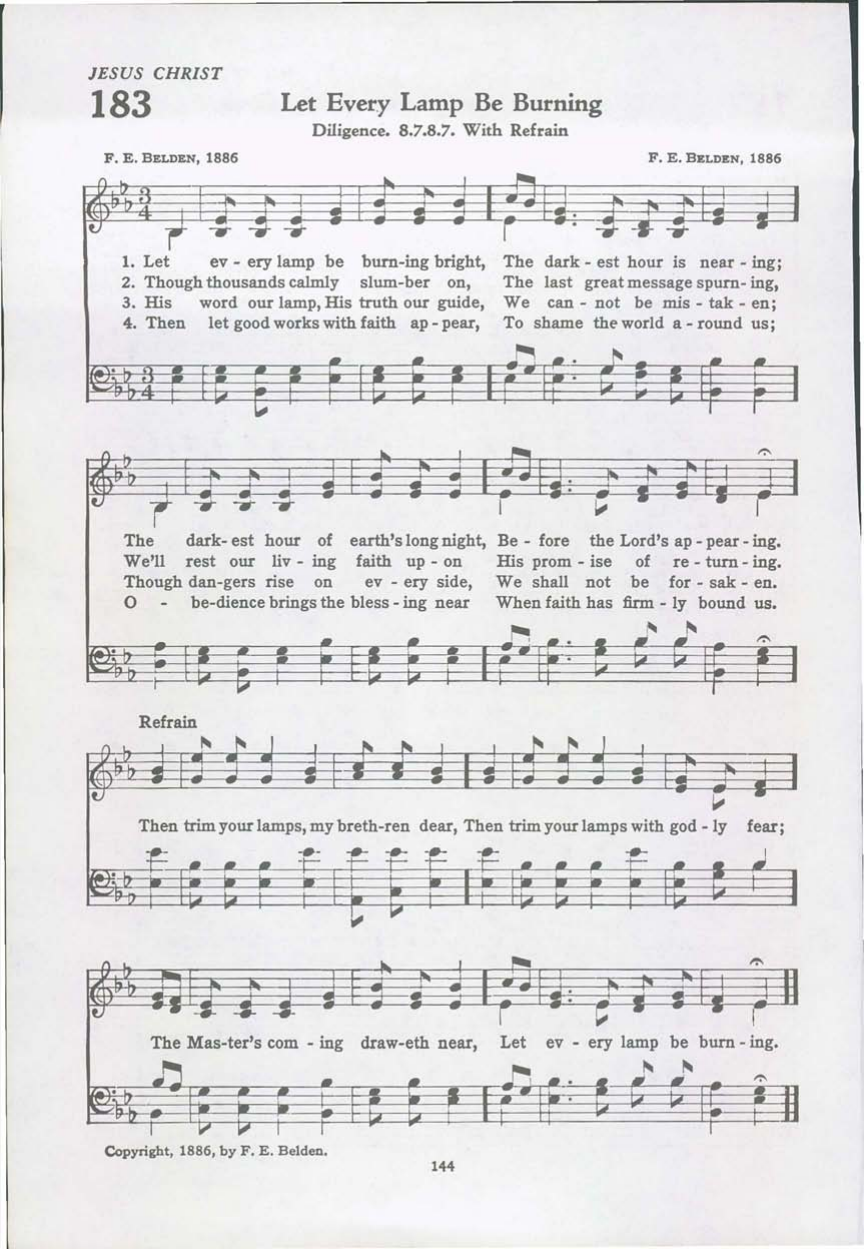 JESUS CHRIST
183 Let Every Lamp Be Burning
Diligence. 8.7.8.7. With Refrain
F. E. BELDEN, 1886 F. E. BELDEN, 1886
3
4
1. Let ev - ery lamp be burn-ing bright, The dark - est hour is near - ing;
2. Though thousands calmly slum-ber on, The last great message spurn- ing,
3. His word our lamp, His truth our guide, We can - not be mis - tak - en;
4. Then let good works with faith ap - pear, To shame the world a - round us;
3
4
The dark- est hour of earth's long night, Be - fore the Lord's ap - pear - ing.
We'll rest our liv - ing faith up - on His prom - ise of re - turn - ing.
Though dan-gers rise on ev - ery side, We shall not be for - sak - en.
O - be-dience brings the bless - ing near When faith has firm - ly bound us.
Refrain
Then trim your lamps, my breth-ren dear, Then trim your lamps with god - ly fear;
The Mas-ter's com - ing draw-eth near, Let ev - ery lamp be burn - ing.
Copyright, 1886, by F. E. Belden.
144